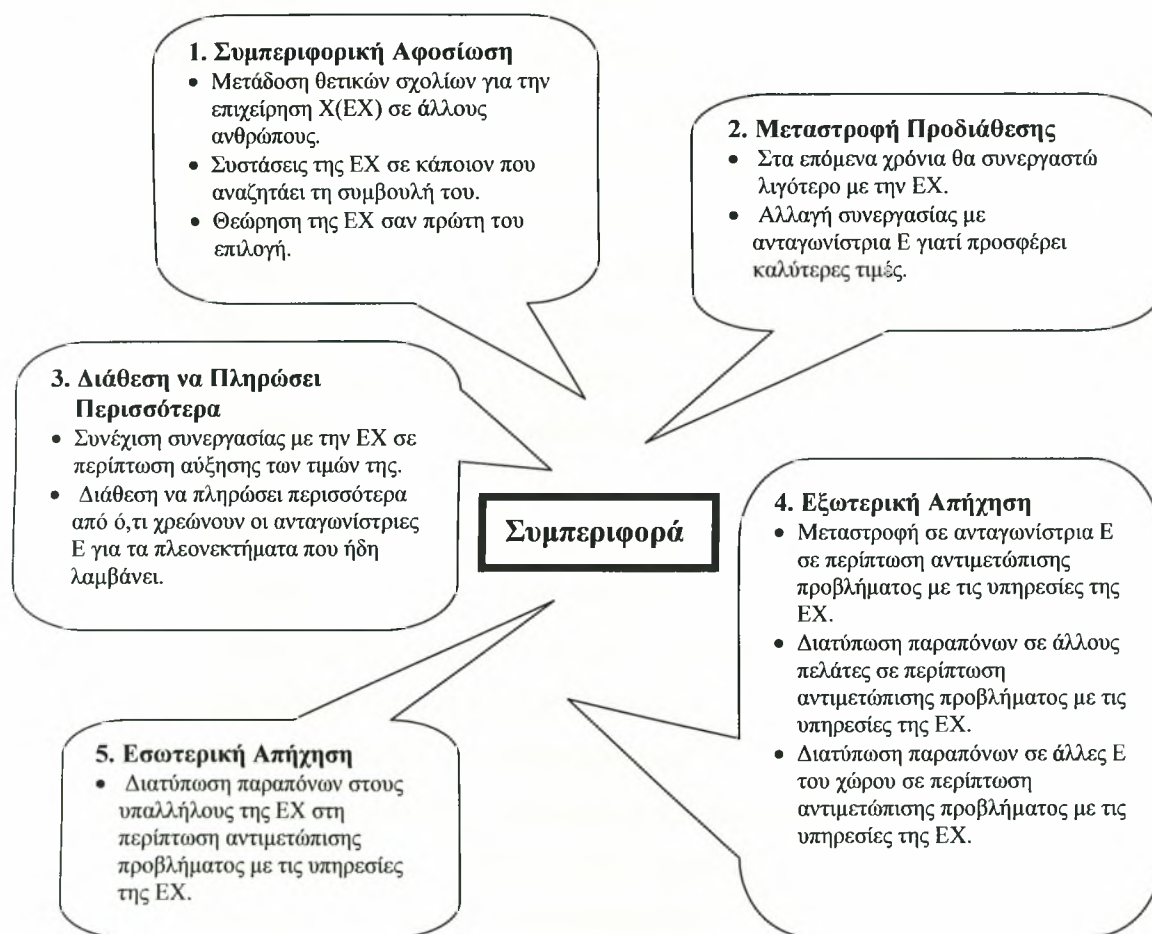 1. Συμπεριφορική Αφοσίωση
• Μετάδοση θετικών σχολίων για την
επιχείρηση Χ(ΕΧ) σε άλλους
ανθρώπους.
• Συστάσεις της ΕΧ σε κάποιον που
αναζητάει τη συμβουλή του.
• Θεώρηση της ΕΧ σαν πρώτη του
επιλογή.
2. Μεταστροφή Προδιάθεσης
• Στα επόμενα χρόνια θα συνεργαστώ
λιγότερο με την ΕΧ.
• Αλλαγή συνεργασίας με
ανταγωνίστρια Ε γιατί προσφέρει
καλύτερες τιμές.
3. Διάθεση να Πληρώσει
Περισσότερα
• Συνέχιση συνεργασίας με την ΕΧ σε
περίπτωση αύξησης των τιμών της.
• Διάθεση να πληρώσει περισσότερα
από ό,τι χρεώνουν οι ανταγωνίστριες
Ε για τα πλεονεκτήματα που ήδη
λαμβάνει.
Συμπεριφορά
4. Εξωτερική Απήχηση
• Μεταστροφή σε ανταγωνίστρια Ε
σε περίπτωση αντιμετώπισης
προβλήματος με τις υπηρεσίες της
ΕΧ.
• Διατύπωση παραπόνων σε άλλους
πελάτες σε περίπτωση
αντιμετώπισης προβλήματος με τις
υπηρεσίες της ΕΧ.
• Διατύπωση παραπόνων σε άλλες Ε
του χώρου σε περίπτωση
αντιμετώπισης προβλήματος με τις
υπηρεσίες της ΕΧ.
5. Εσωτερική Απήχηση
• Διατύπωση παραπόνων στους
υπαλλήλους της ΕΧ στη
περίπτωση αντιμετώπισης
προβλήματος με τις υπηρεσίες
της ΕΧ.